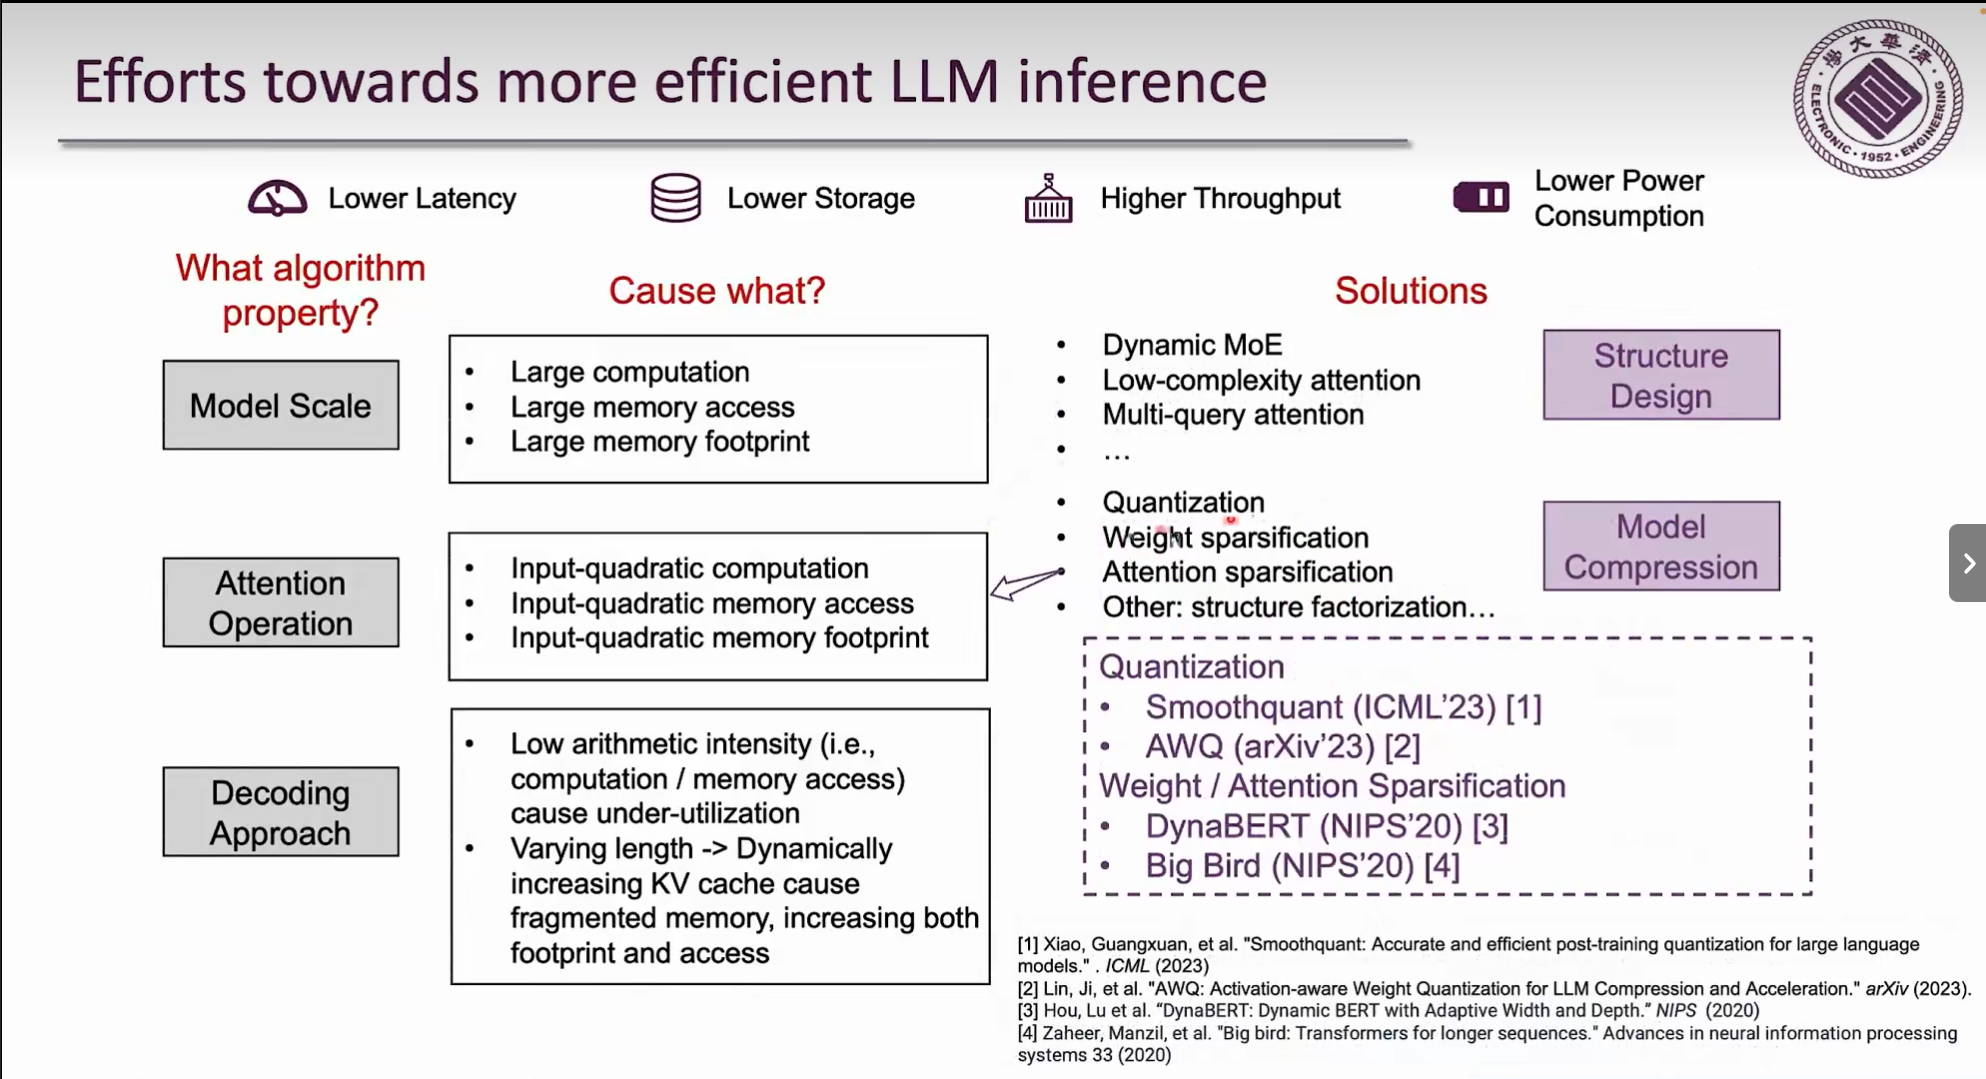 Efforts towards more efficient LLM inference
學大華清
ELECTRONIC · 1952 · ENGINEERING
Lower Latency
Lower Storage
Higher Throughput
Lower Power
Consumption
What algorithm
property?
Cause what?
Solutions
Model Scale
• Large computation
• Large memory access
• Large memory footprint
• Dynamic MoE
• Low-complexity attention
• Multi-query attention
• …
Structure
Design
Attention
Operation
• Input-quadratic computation
• Input-quadratic memory access
• Input-quadratic memory footprint
• Quantization
• Weight sparsification
• Attention sparsification
• Other: structure factorization…
Model
Compression
Decoding
Approach
• Low arithmetic intensity (i.e.,
computation / memory access)
cause under-utilization
• Varying length -> Dynamically
increasing KV cache cause
fragmented memory, increasing both
footprint and access
Quantization
• Smoothquant (ICML’23) [1]
• AWQ (arXiv’23) [2]
Weight / Attention Sparsification
• DynaBERT (NIPS’20) [3]
• Big Bird (NIPS’20) [4]
[1] Xiao, Guangxuan, et al. "Smoothquant: Accurate and efficient post-training quantization for large language
models." . ICML (2023)
[2] Lin, Ji, et al. "AWQ: Activation-aware Weight Quantization for LLM Compression and Acceleration." arXiv (2023).
[3] Hou, Lu et al. “DynaBERT: Dynamic BERT with Adaptive Width and Depth.” NIPS (2020)
[4] Zaheer, Manzil, et al. "Big bird: Transformers for longer sequences." Advances in neural information processing
systems 33 (2020)